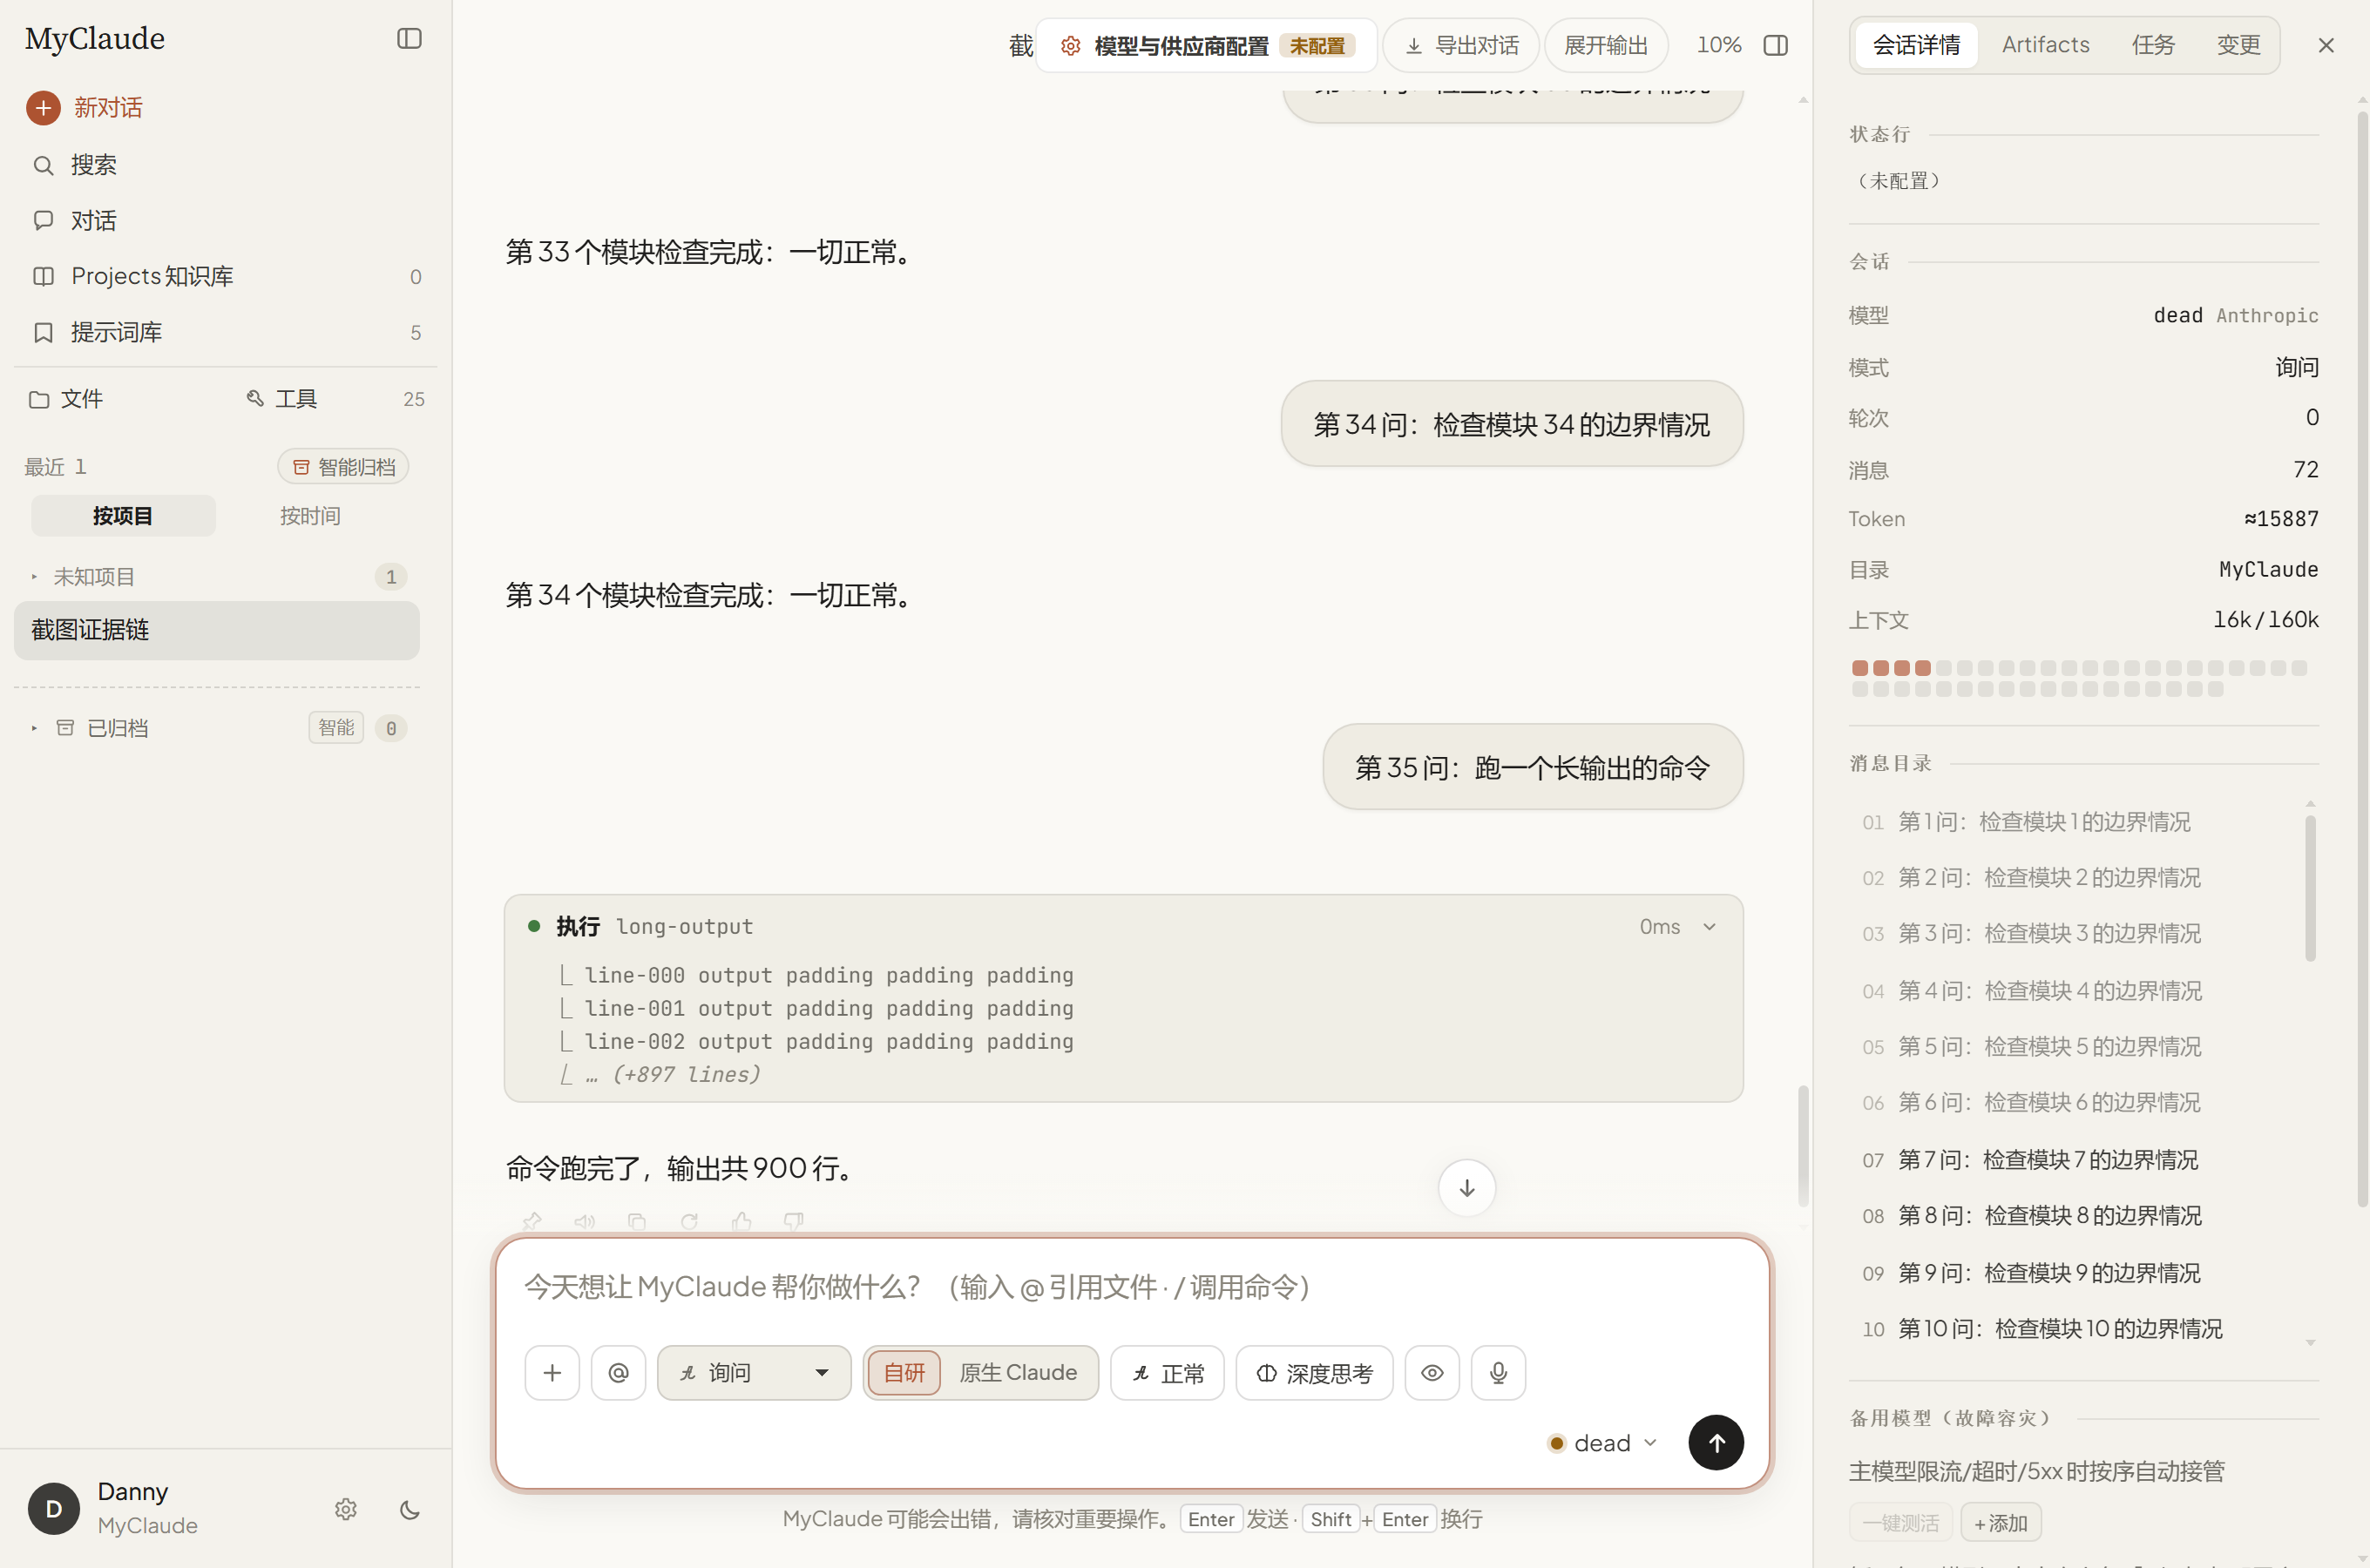 MyClaude
新对话
搜索
对话
Projects 知识库 0
提示词库 5
文件
工具 25
最近 1
智能归档
按项目
按时间
未知项目 1
截图证据链
已归档 智能 0
D
Danny
MyClaude
截
模型与供应商配置 未配置
导出对话
展开输出
10%
第 33 个模块检查完成：一切正常。
第 34 问：检查模块 34 的边界情况
第 34 个模块检查完成：一切正常。
第 35 问：跑一个长输出的命令
执行 long-output 0ms
⎿ line-000 output padding padding padding
⎿ line-001 output padding padding padding
⎿ line-002 output padding padding padding
⎿ … (+897 lines)
命令跑完了，输出共 900 行。
今天想让 MyClaude 帮你做什么？（输入 @ 引用文件 · / 调用命令）
询问
自研 原生 Claude
正常
深度思考
dead
MyClaude 可能会出错，请核对重要操作。 Enter 发送 · Shift + Enter 换行
会话详情 Artifacts 任务 变更
状态行
（未配置）
会话
模型 dead Anthropic
模式 询问
轮次 0
消息 72
Token ≈15887
目录 MyClaude
上下文 16k/160k
消息目录
01 第 1 问：检查模块 1 的边界情况
02 第 2 问：检查模块 2 的边界情况
03 第 3 问：检查模块 3 的边界情况
04 第 4 问：检查模块 4 的边界情况
05 第 5 问：检查模块 5 的边界情况
06 第 6 问：检查模块 6 的边界情况
07 第 7 问：检查模块 7 的边界情况
08 第 8 问：检查模块 8 的边界情况
09 第 9 问：检查模块 9 的边界情况
10 第 10 问：检查模块 10 的边界情况
备用模型（故障容灾）
主模型限流/超时/5xx 时按序自动接管
一键测活
+ 添加